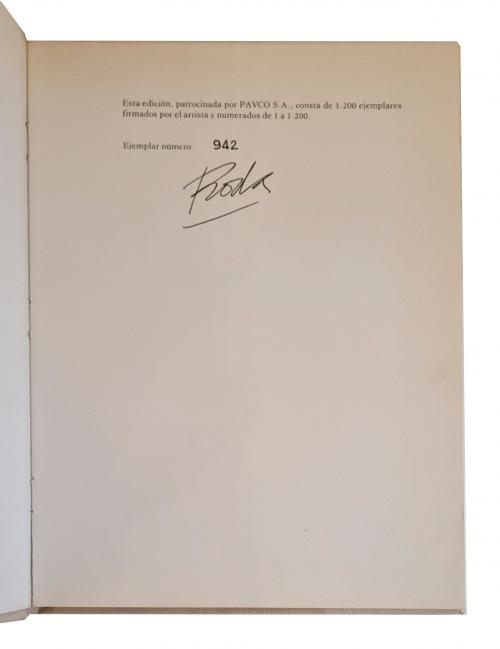 Esta edición, patrocinada por PAVCO S.A., consta de 1.200 ejemplares
firmados por el artista y numerados de 1 a 1.200.
Ejemplar número 942
Roda